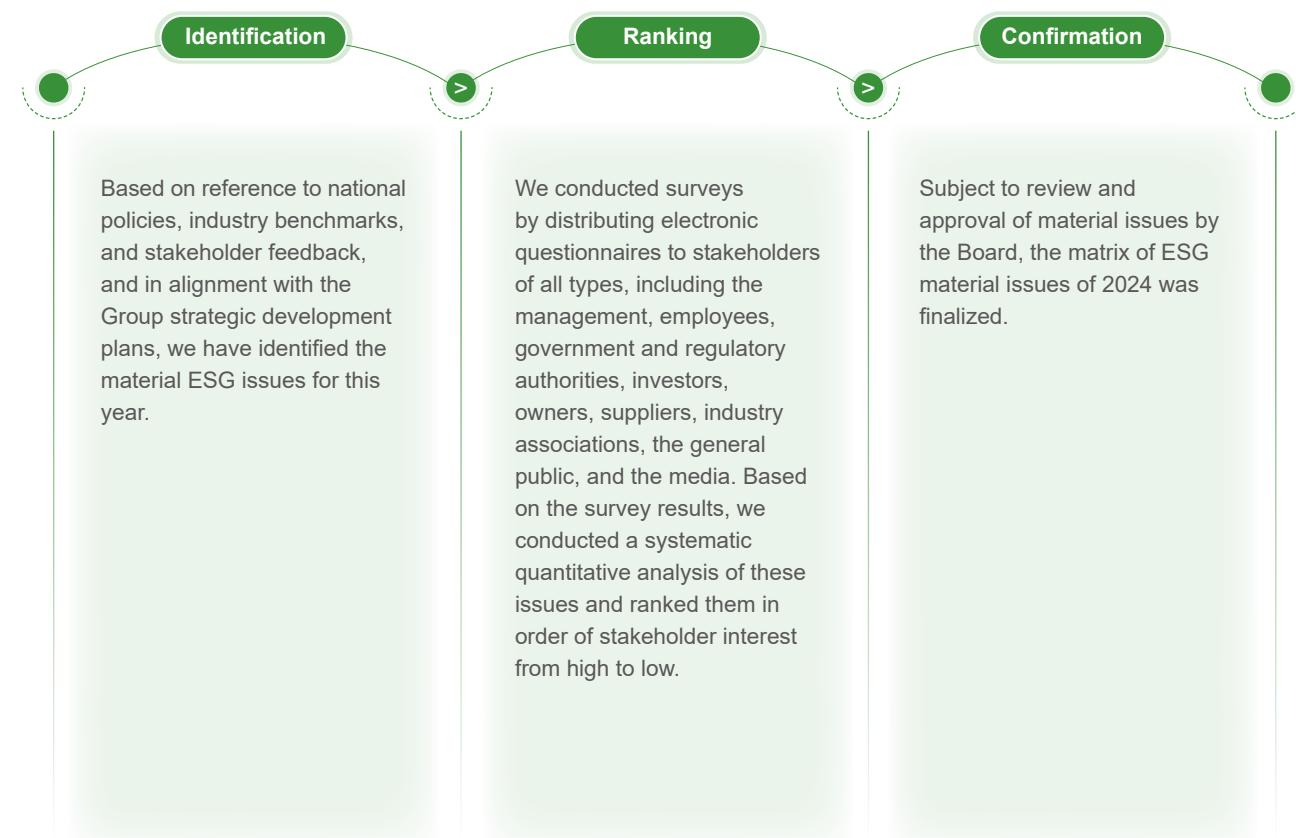 Identification
Based on reference to national
policies, industry benchmarks,
and stakeholder feedback,
and in alignment with the
Group strategic development
plans, we have identified the
material ESG issues for this
year.
>
Ranking
We conducted surveys
by distributing electronic
questionnaires to stakeholders
of all types, including the
management, employees,
government and regulatory
authorities, investors,
owners, suppliers, industry
associations, the general
public, and the media. Based
on the survey results, we
conducted a systematic
quantitative analysis of these
issues and ranked them in
order of stakeholder interest
from high to low.
>
Confirmation
Subject to review and
approval of material issues by
the Board, the matrix of ESG
material issues of 2024 was
finalized.